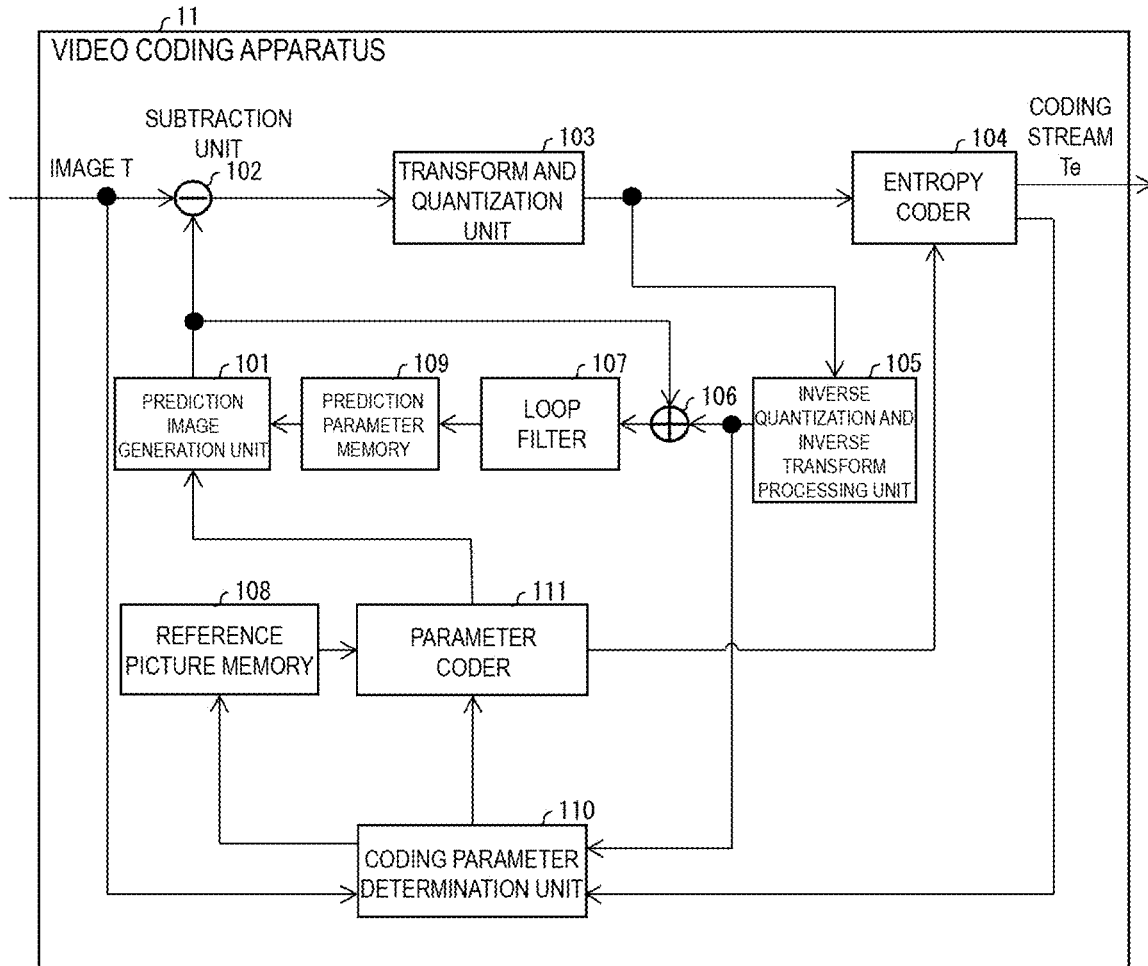 11
VIDEO CODING APPARATUS
SUBTRACTION
UNIT
CODING
STREAM
Te
IMAGE T
102
103
TRANSFORM AND
QUANTIZATION
UNIT
104
ENTROPY
CODER
101
PREDICTION
IMAGE
GENERATION UNIT
109
PREDICTION
PARAMETER
MEMORY
107
LOOP
FILTER
106
105
INVERSE
QUANTIZATION AND
INVERSE
TRANSFORM
PROCESSING UNIT
108
REFERENCE
PICTURE MEMORY
111
PARAMETER
CODER
110
CODING PARAMETER
DETERMINATION UNIT